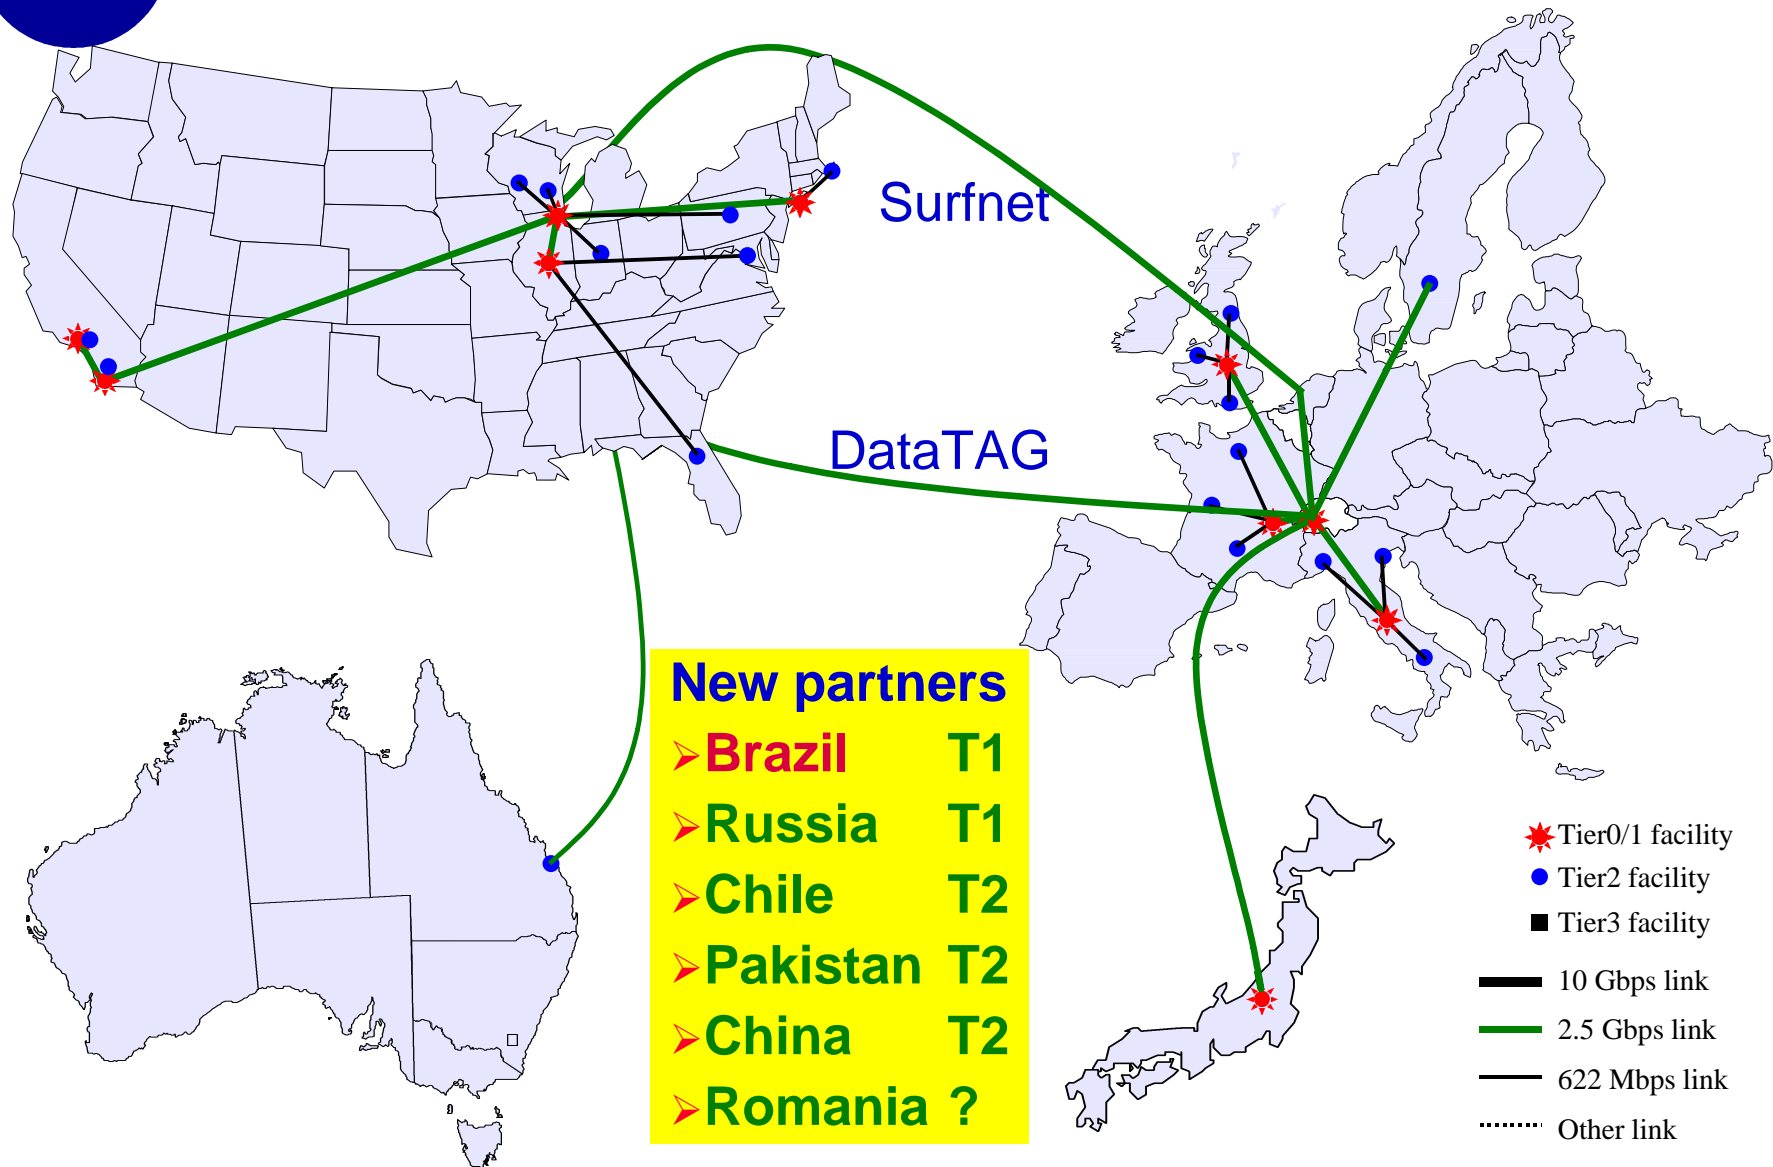 Surfnet
DataTAG
New partners
➢Brazil T1
➢Russia T1
➢Chile T2
➢Pakistan T2
➢China T2
➢Romania ?
Tier0/1 facility
Tier2 facility
Tier3 facility
10 Gbps link
2.5 Gbps link
622 Mbps link
Other link